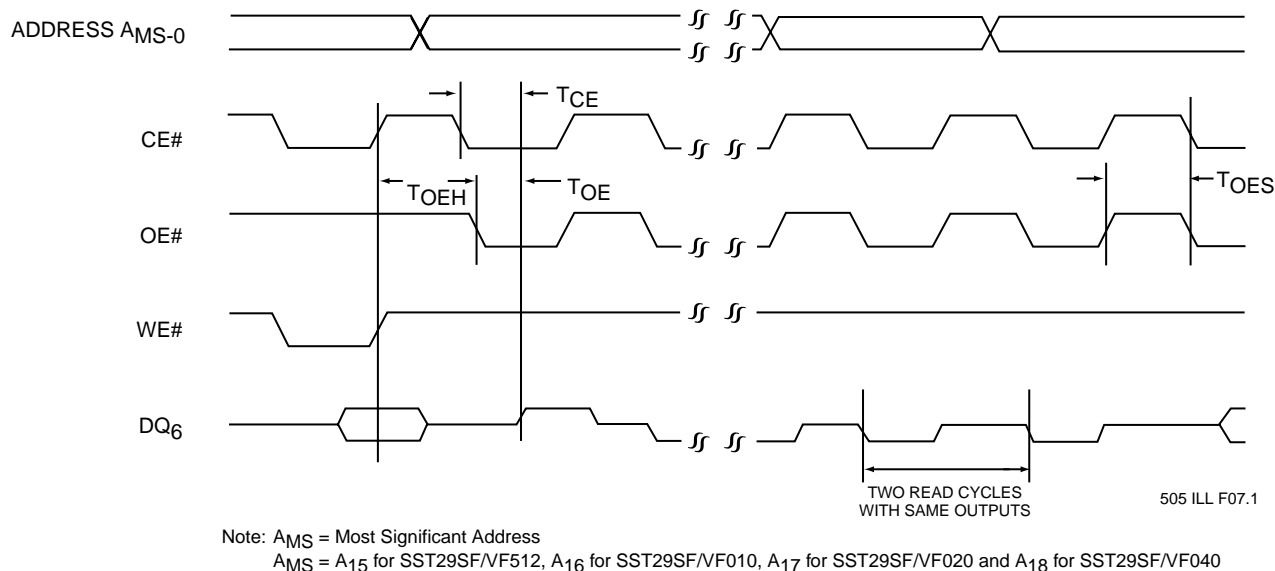 ADDRESS AMS-0
TCE
CE#
TOEH
TOE
TOES
OE#
WE#
DQ6
TWO READ CYCLES
WITH SAME OUTPUTS
505 ILL F07.1
Note: AMS = Most Significant Address
AMS = A15 for SST29SF/VF512, A16 for SST29SF/VF010, A17 for SST29SF/VF020 and A18 for SST29SF/VF040